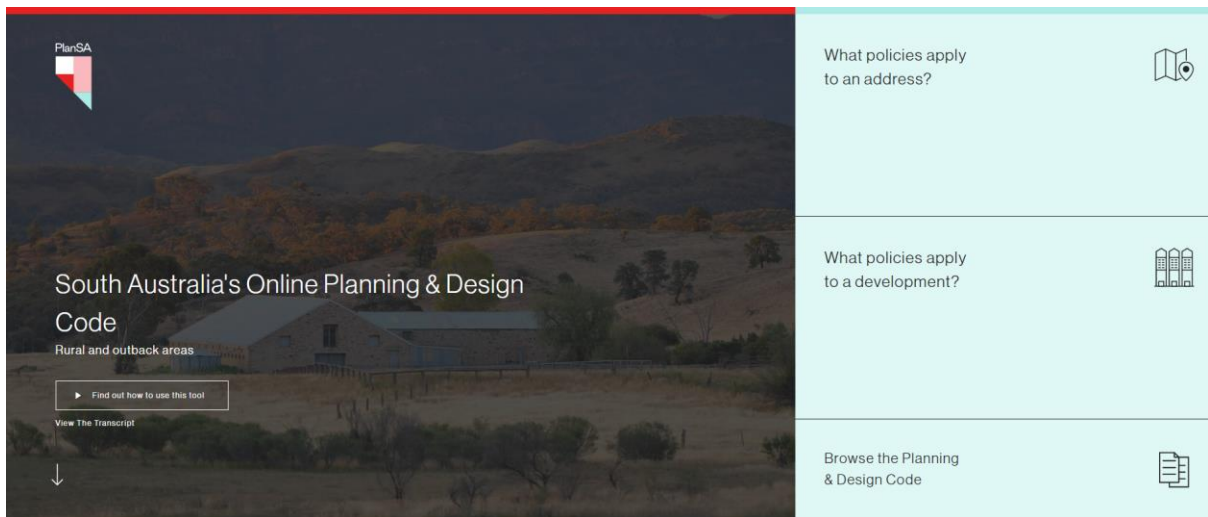 PlanSA
South Australia's Online Planning & Design
Code
Rural and outback areas
Find out how to use this tool
View The Transcript
What policies apply
to an address?
What policies apply
to a development?
Browse the Planning
& Design Code